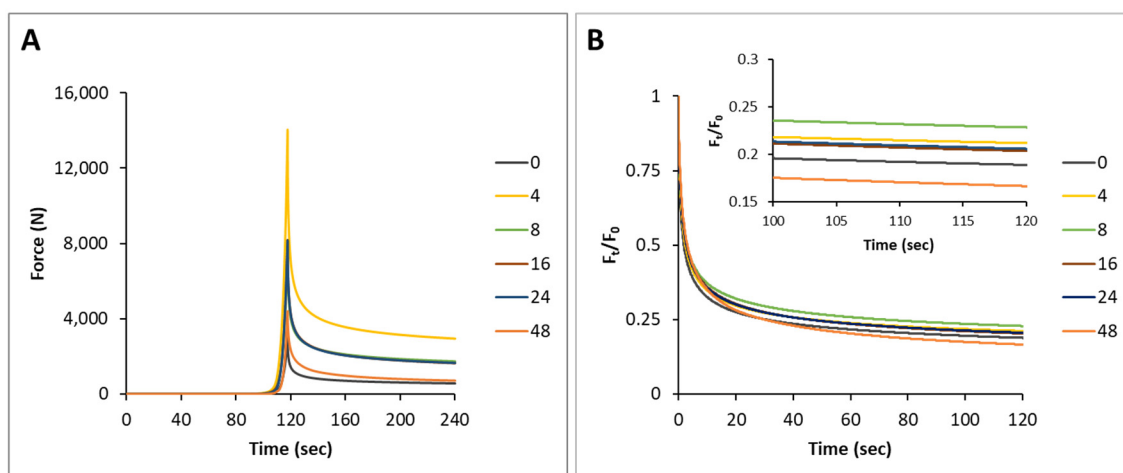 A
Force (N)
16,000
12,000
8,000
4,000
0
0 40 80 120 160 200 240
Time (sec)
0
4
8
16
24
48
B
Fₜ/F₀
1
0.75
0.5
0.25
0
0 20 40 60 80 100 120
Time (sec)
Fₜ/F₀
0.3
0.25
0.2
0.15
100 105 110 115 120
Time (sec)
0
4
8
16
24
48